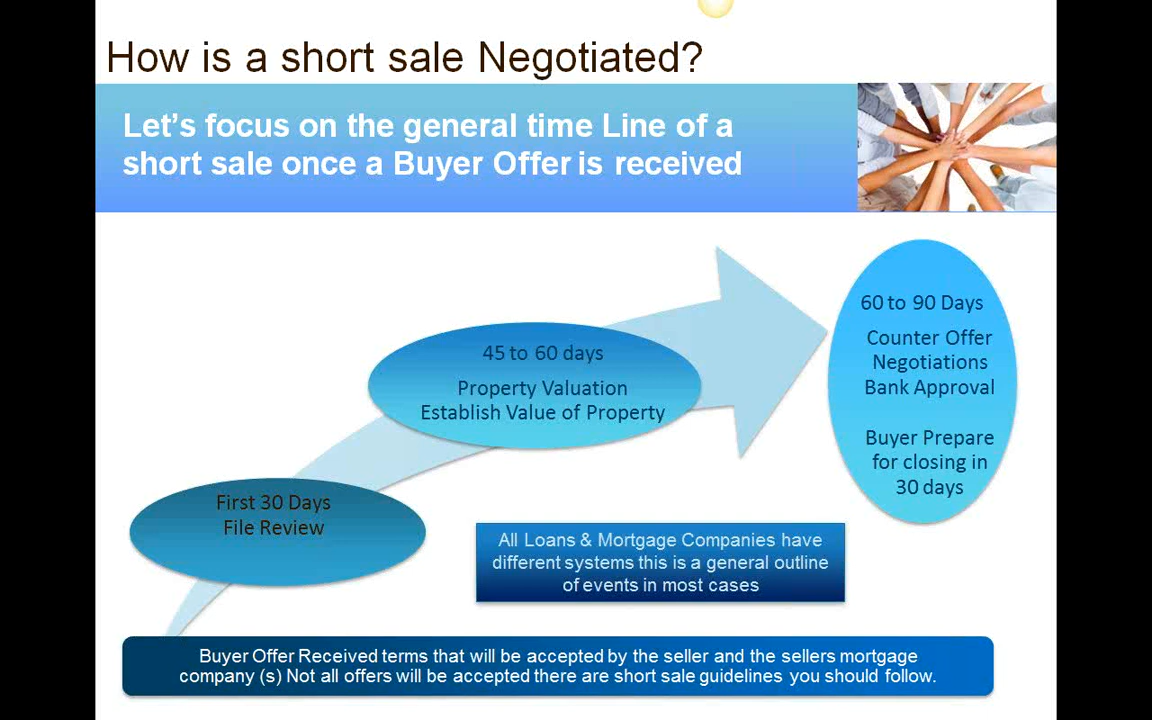 How is a short sale Negotiated?
Let's focus on the general time Line of a
short sale once a Buyer Offer is received
60 to 90 Days
Counter Offer
Negotiations
Bank Approval
Buyer Prepare
for closing in
30 days
45 to 60 days
Property Valuation
Establish Value of Property
First 30 Days
File Review
All Loans & Mortgage Companies have
different systems this is a general outline
of events in most cases
Buyer Offer Received terms that will be accepted by the seller and the sellers mortgage
company (s) Not all offers will be accepted there are short sale guidelines you should follow.